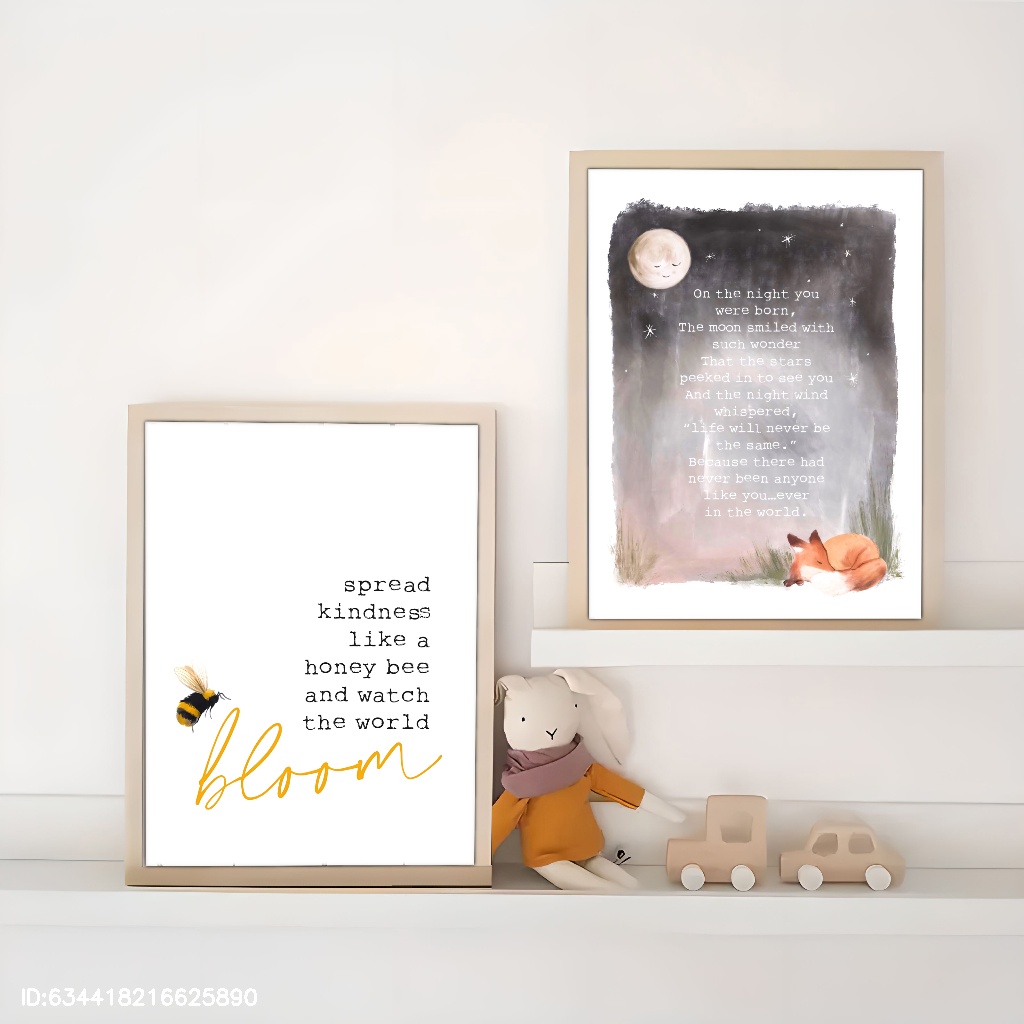 On the night you
were born,
The moon smiled with
such wonder
That the stars
peeked in to see you
And the night wind
whispered,
"life will never be
the same."
Because there had
never been anyone
like you…ever
in the world.
spread
kindness
like a
honey bee
and watch
the world
bloom
ID:634418216625890